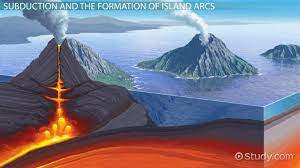 SUBDUCTION AND THE FORMATION OF ISLAND ARCS
Study.com